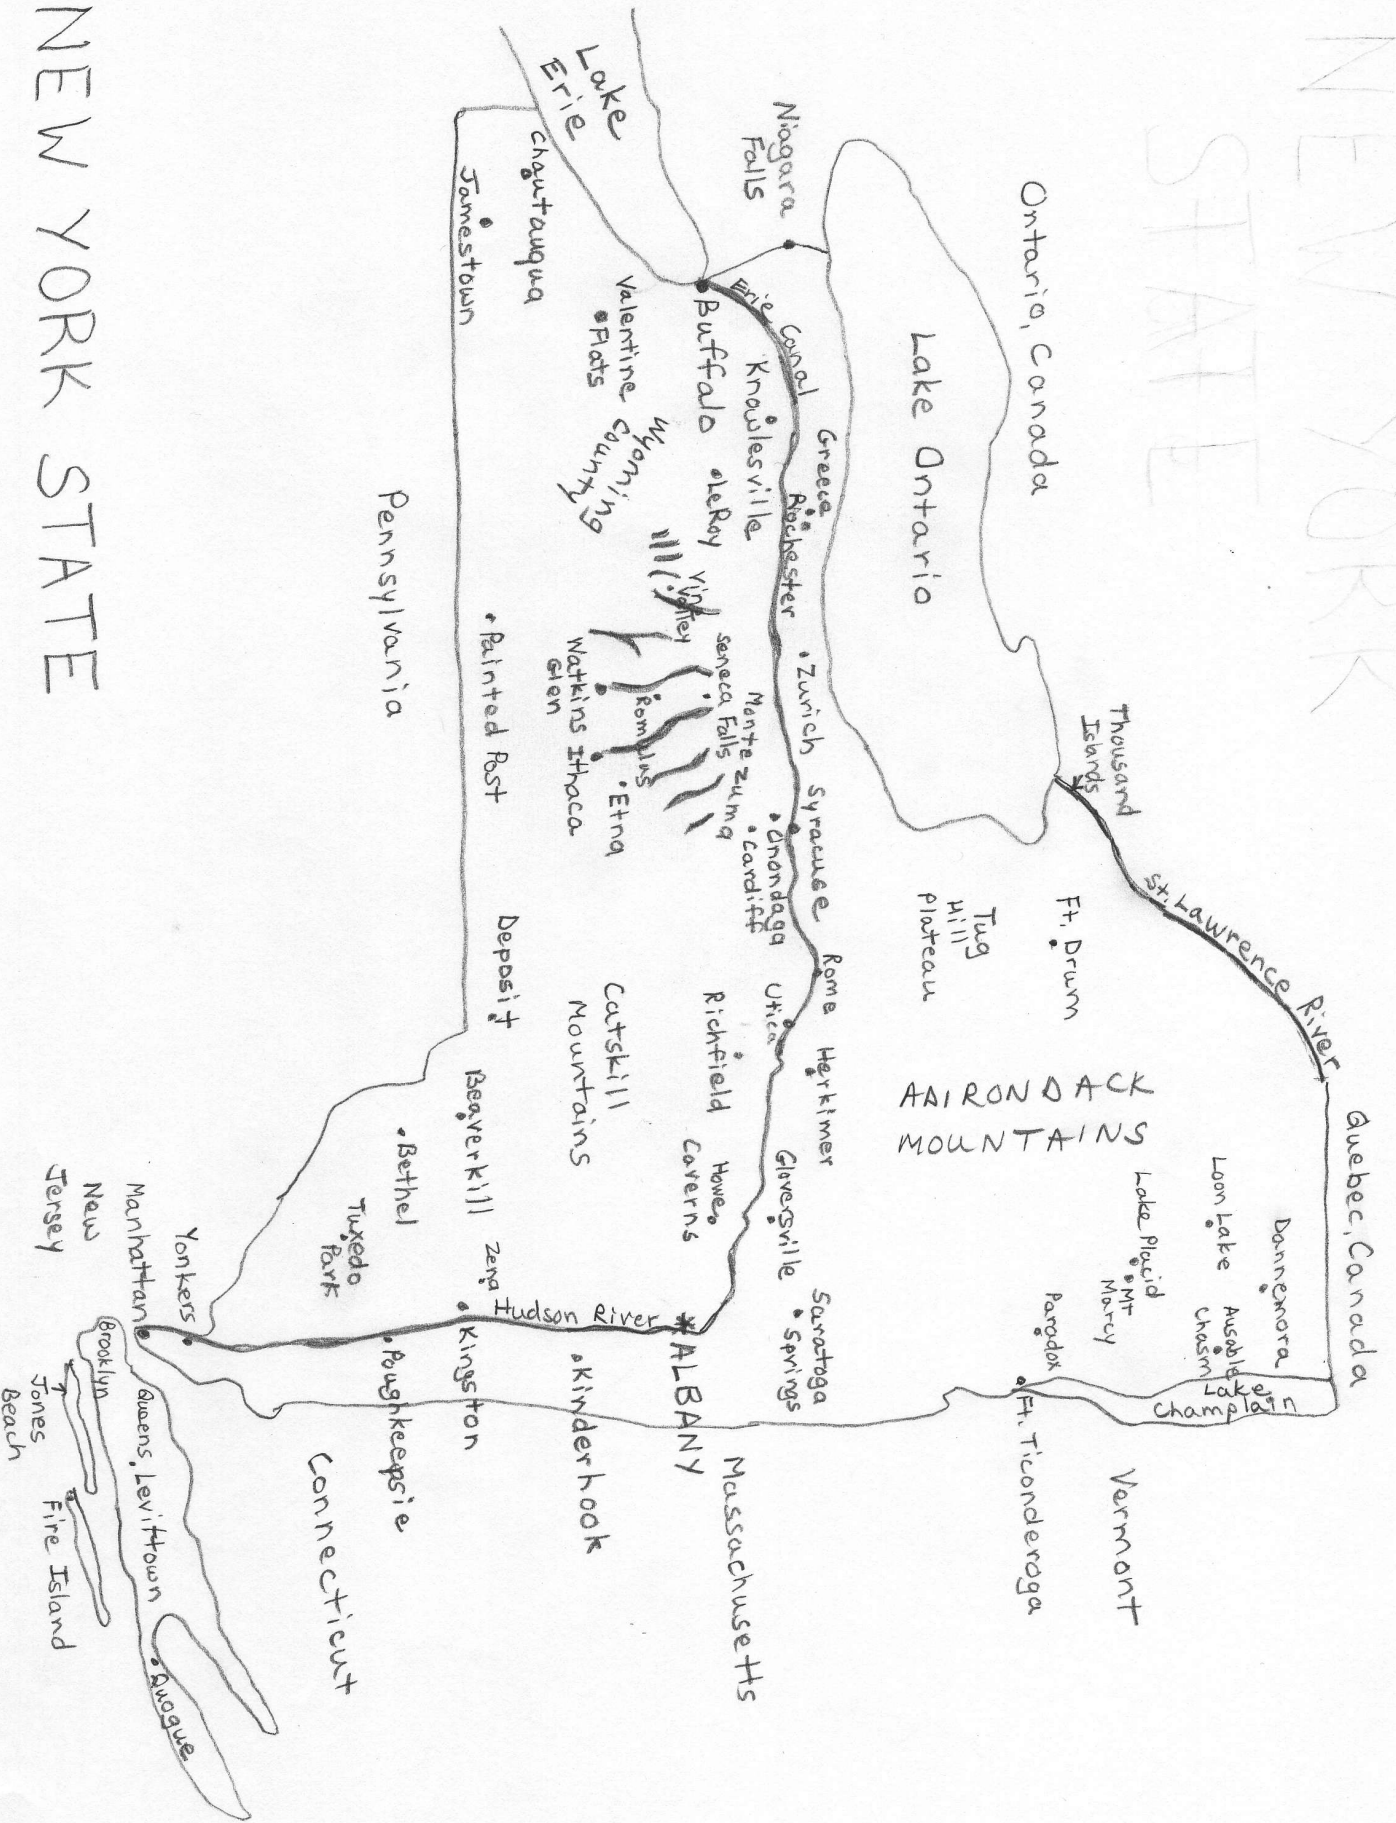 NEW YORK
STATE
Ontario, Canada
Quebec, Canada
Thousand
Islands
St. Lawrence River
Dannemora
Loon Lake
Ausable
Chasm
Lake
Champlain
Lake Placid
Mt
Marcy
Paradox
Ft. Ticonderoga
Vermont
Ft. Drum
Tug
Hill
Plateau
ADIRONDACK
MOUNTAINS
Lake Ontario
Niagara
Falls
Lake
Erie
Erie Canal
Buffalo
Knowlesville
Greece
Rochester
LeRoy
Zurich
Syracuse
Onondaga
Cardiff
Rome
Utica
Herkimer
Richfield
Gloversville
Saratoga
Springs
Howe
Caverns
ALBANY
Massachusetts
Valentine
Flats
Wyoming
County
Vine
Valley
Seneca Falls
Montezuma
Romulus
Watkins
Glen
Ithaca
Etna
Chautauqua
Jamestown
Painted Post
Deposit
Pennsylvania
Catskill
Mountains
Beaverkill
Bethel
Zena
Hudson River
Kinderhook
Kingston
Poughkeepsie
Tuxedo
Park
Connecticut
Yonkers
Manhattan
New
Jersey
Brooklyn
Queens
Levittown
Quogue
Jones
Beach
Fire Island
NEW YORK STATE